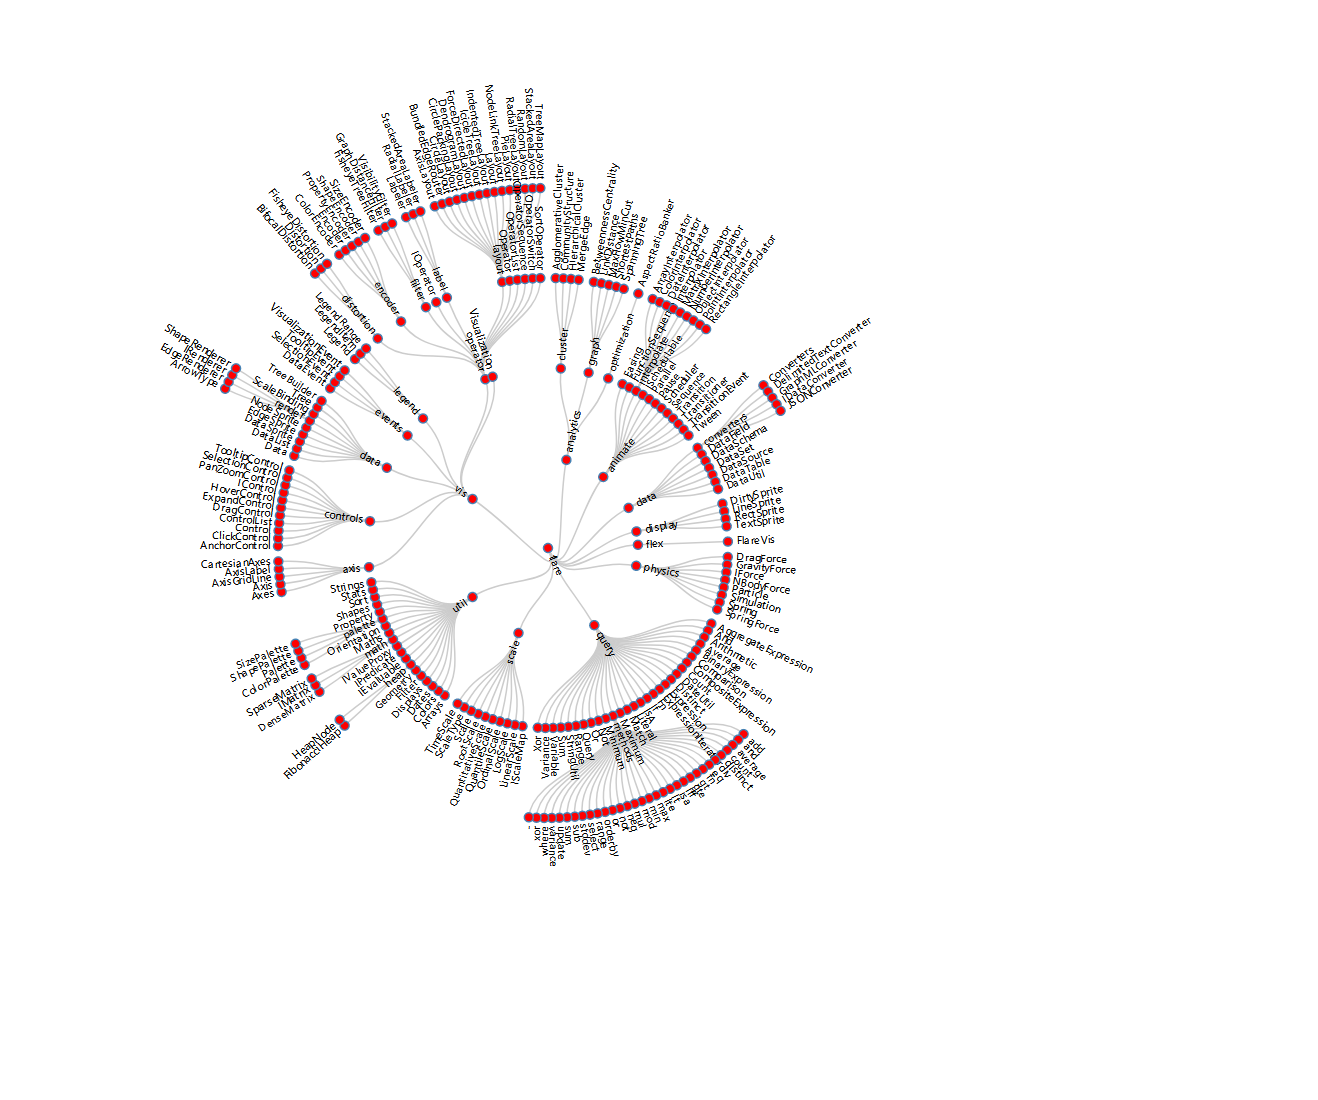 flare
analytics
cluster
AgglomerativeCluster
CommunityStructure
HierarchicalCluster
MergeEdge
graph
BetweennessCentrality
LinkDistance
MaxFlowMinCut
ShortestPaths
SpanningTree
optimization
AspectRatioBanker
animate
Easing
FunctionSequence
ArrayInterpolator
ColorInterpolator
DateInterpolator
Interpolator
MatrixInterpolator
NumberInterpolator
ObjectInterpolator
PointInterpolator
RectangleInterpolator
interpolate
ISchedulable
Parallel
Pause
Scheduler
Sequence
Transition
Transitioner
TransitionEvent
Tween
data
converters
Converters
DelimitedTextConverter
GraphMLConverter
IDataConverter
JSONConverter
DataField
DataSchema
DataSet
DataSource
DataTable
DataUtil
display
DirtySprite
LineSprite
RectSprite
TextSprite
flex
FlareVis
physics
DragForce
GravityForce
IForce
NBodyForce
Particle
Simulation
Spring
SpringForce
query
AggregateExpression
And
Arithmetic
Average
BinaryExpression
Comparison
CompositeExpression
Count
DateUtil
Distinct
Expression
ExpressionIterator
Fn
If
IsA
Literal
Match
Maximum
methods
add
and
average
count
distinct
div
eq
fn
gt
gte
iff
isa
lt
lte
max
min
mod
mul
neq
not
or
orderby
range
select
stddev
sub
sum
update
variance
where
xor
_
Minimum
Not
Or
Query
Range
StringUtil
Sum
Variable
Variance
Xor
scale
IScaleMap
LinearScale
LogScale
OrdinalScale
QuantileScale
QuantitativeScale
RootScale
Scale
ScaleType
TimeScale
util
Arrays
Colors
Dates
Displays
Filter
Geometry
heap
FibonacciHeap
HeapNode
IEvaluable
IPredicate
IValueProxy
math
DenseMatrix
IMatrix
SparseMatrix
Maths
Orientation
palette
ColorPalette
Palette
ShapePalette
SizePalette
Property
Shapes
Sort
Stats
Strings
vis
axis
Axes
Axis
AxisGridLine
AxisLabel
CartesianAxes
controls
AnchorControl
ClickControl
Control
ControlList
DragControl
ExpandControl
HoverControl
IControl
PanZoomControl
SelectionControl
TooltipControl
data
Data
DataList
DataSprite
EdgeSprite
NodeSprite
render
ArrowType
EdgeRenderer
IRenderer
ShapeRenderer
ScaleBinding
Tree
TreeBuilder
events
DataEvent
SelectionEvent
TooltipEvent
VisualizationEvent
legend
Legend
LegendItem
LegendRange
operator
distortion
BifocalDistortion
Distortion
FisheyeDistortion
encoder
ColorEncoder
Encoder
PropertyEncoder
ShapeEncoder
SizeEncoder
filter
FisheyeTreeFilter
GraphDistanceFilter
VisibilityFilter
IOperator
label
Labeler
RadialLabeler
StackedAreaLabeler
layout
AxisLayout
BundledEdgeRouter
CircleLayout
CirclePackingLayout
DendrogramLayout
ForceDirectedLayout
IcicleTreeLayout
IndentedTreeLayout
Layout
NodeLinkTreeLayout
PieLayout
RadialTreeLayout
RandomLayout
StackedAreaLayout
TreeMapLayout
Operator
OperatorList
OperatorSequence
OperatorSwitch
SortOperator
Visualization